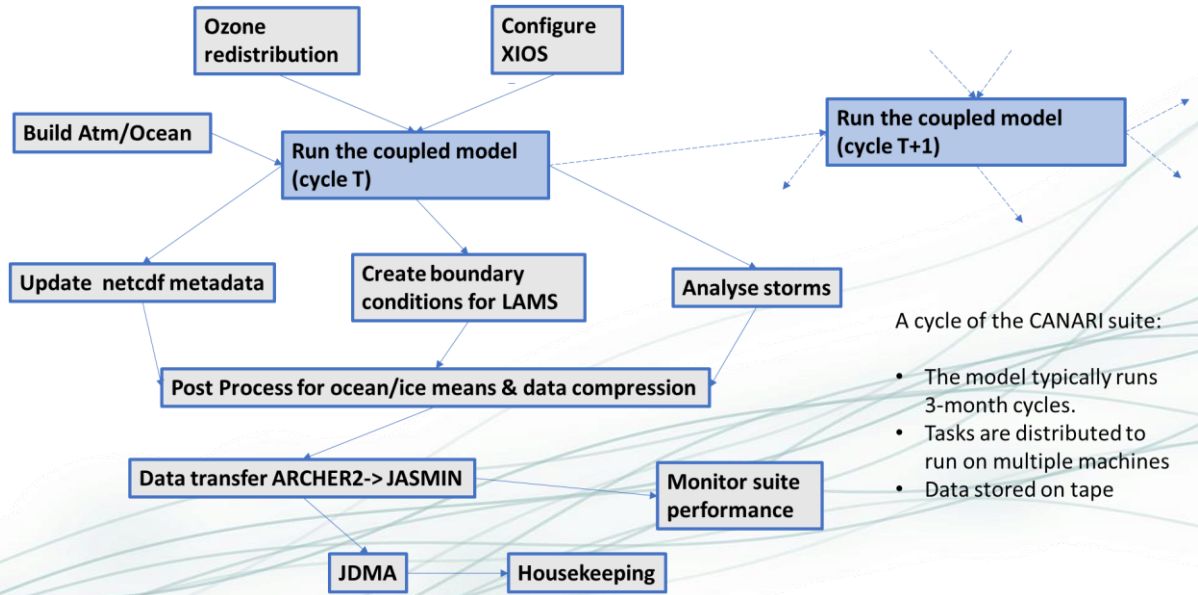 Ozone
redistribution
Configure
XIOS
Build Atm/Ocean
Run the coupled model
(cycle T)
Run the coupled model
(cycle T+1)
Update netcdf metadata
Create boundary
conditions for LAMS
Analyse storms
A cycle of the CANARI suite:
• The model typically runs
3-month cycles.
• Tasks are distributed to
run on multiple machines
• Data stored on tape
Post Process for ocean/ice means & data compression
Data transfer ARCHER2-> JASMIN
Monitor suite
performance
JDMA
Housekeeping